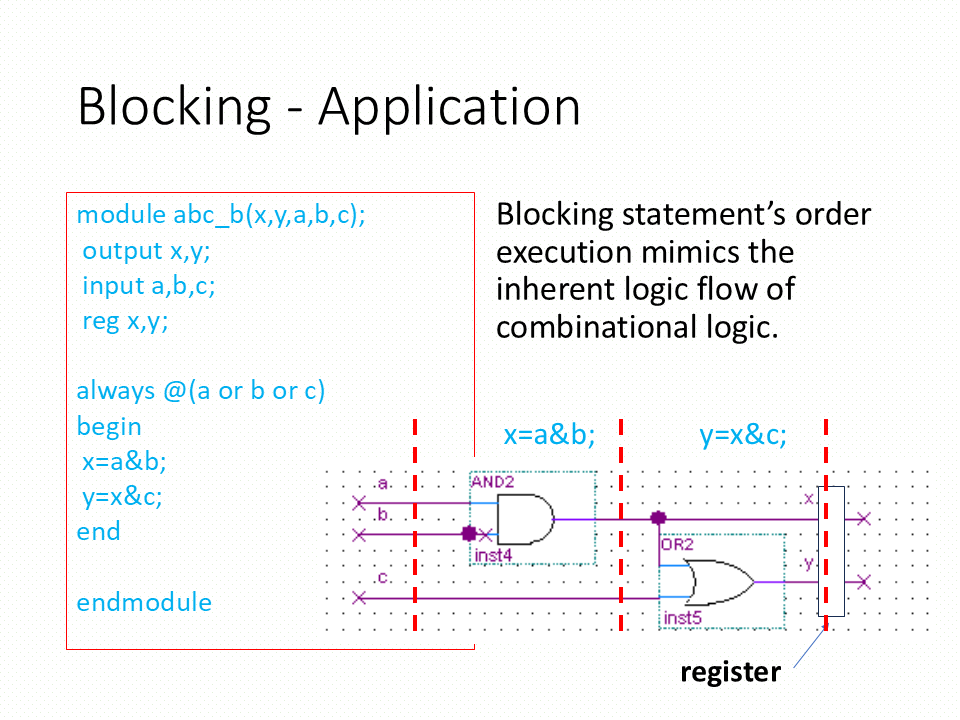 Blocking - Application
module abc_b(x,y,a,b,c);
output x,y;
input a,b,c;
reg x,y;
always @(a or b or c)
begin
x=a&b;
y=x&c;
end
endmodule
Blocking statement’s order
execution mimics the
inherent logic flow of
combinational logic.
x=a&b;
y=x&c;
a
b
c
AND2
inst4
OR2
inst5
x
y
register